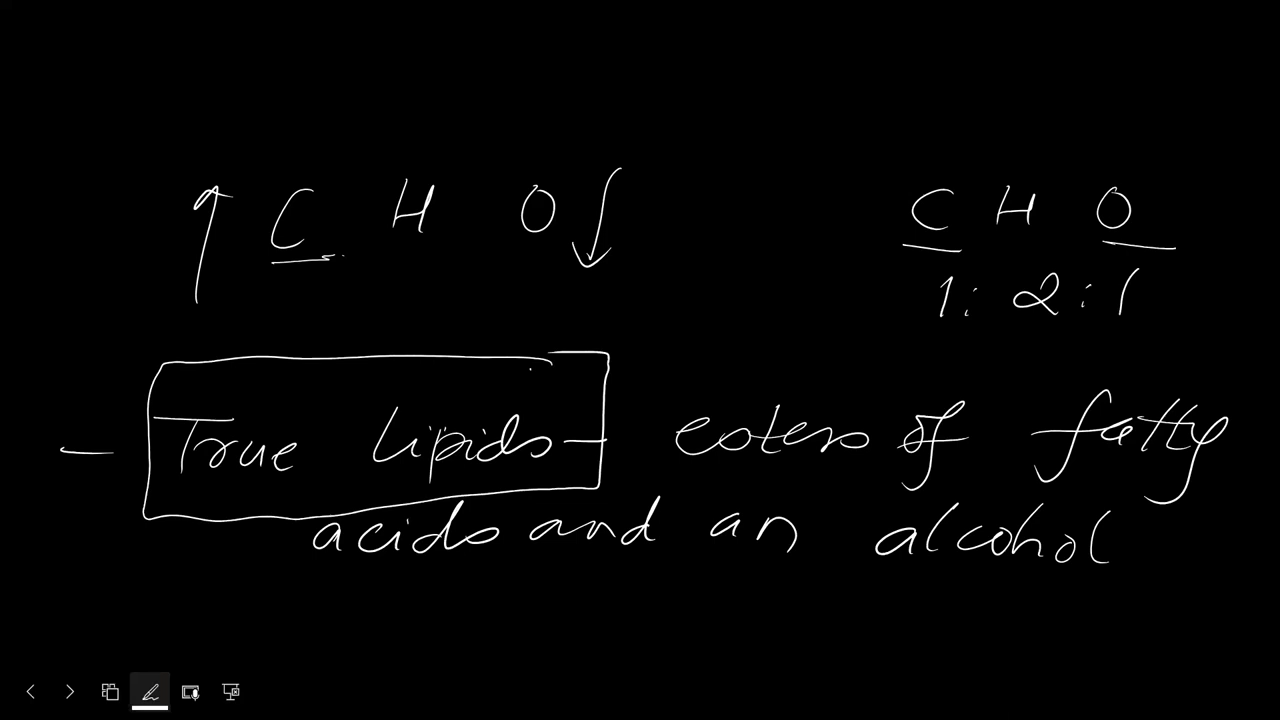 ↑ C H O ↓ C H O
1 : 2 : 1
- True lipids - esters of fatty
acids and an alcohol